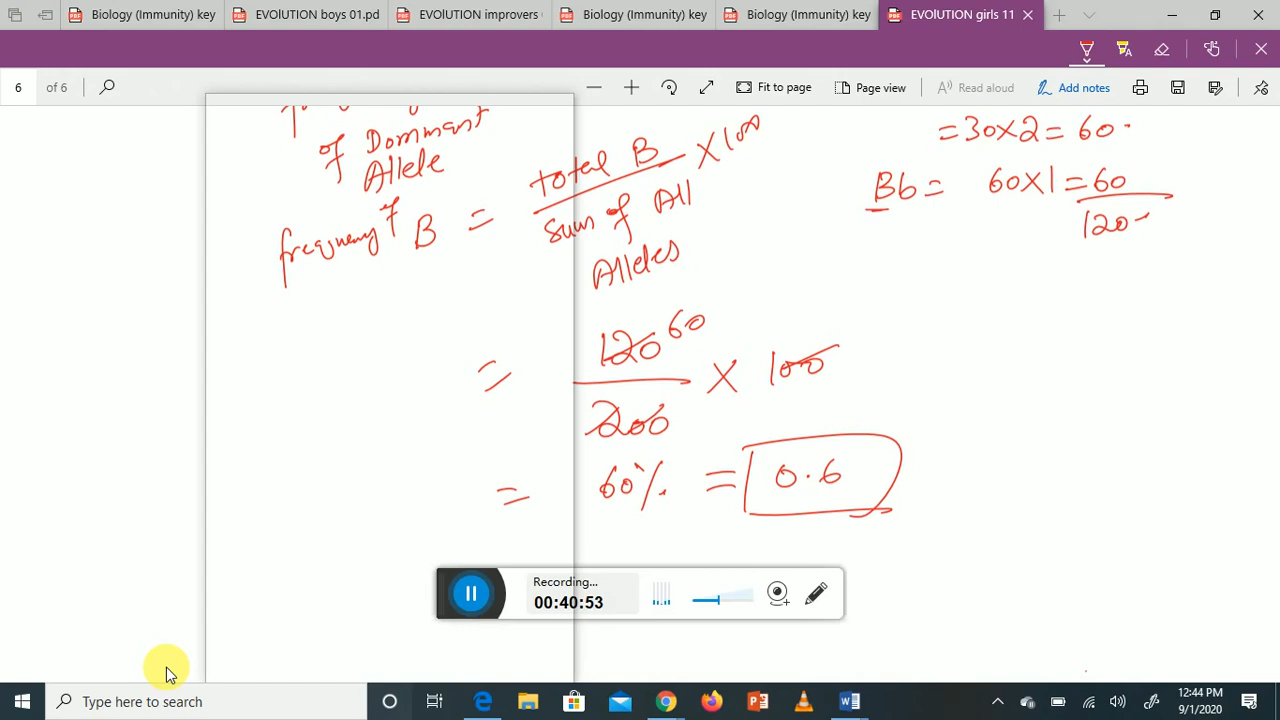 Biology (Immunity) key
EVOlUTION boys 01.pd
EVOlUTION improvers
Biology (Immunity) key
Biology (Immunity) key
EVOlUTION girls 11
6 of 6
Fit to page
Page view
Read aloud
Add notes
of Dominant
Allele
frequency of B = total B / Sum of All Alleles × 100
= 30×2 = 60
Bb = 60×1 = 60
120
= 120 60 / 200 × 100
= 60% = 0.6
Recording...
00:40:53
Type here to search
12:44 PM
9/1/2020